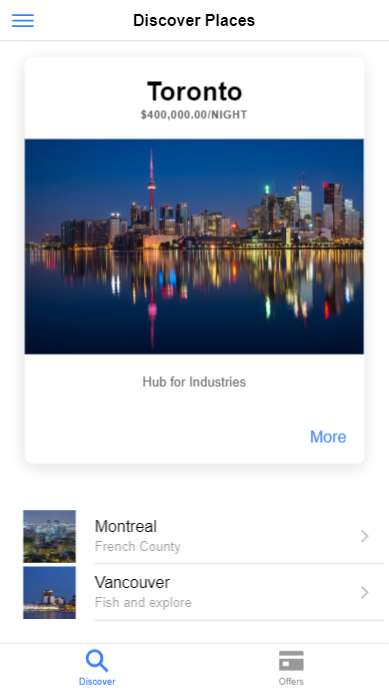 Discover Places
Toronto
$400,000.00/NIGHT
Hub for Industries
More
Montreal
French County
Vancouver
Fish and explore
Discover
Offers